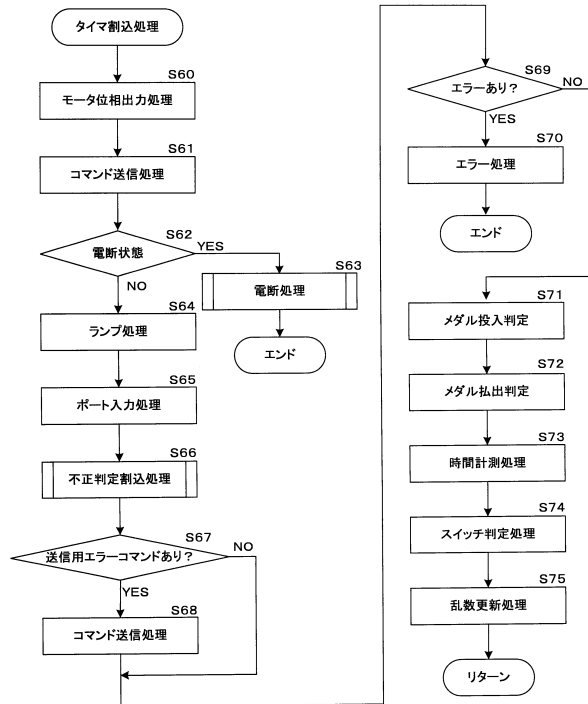 タイマ割込処理
S60
モータ位相出力処理
S61
コマンド送信処理
S62
電断状態
YES
NO
S63
電断処理
エンド
S64
ランプ処理
S65
ポート入力処理
S66
不正判定割込処理
S67
送信用エラーコマンドあり?
NO
YES
S68
コマンド送信処理
S69
エラーあり?
NO
YES
S70
エラー処理
エンド
S71
メダル投入判定
S72
メダル払出判定
S73
時間計測処理
S74
スイッチ判定処理
S75
乱数更新処理
リターン